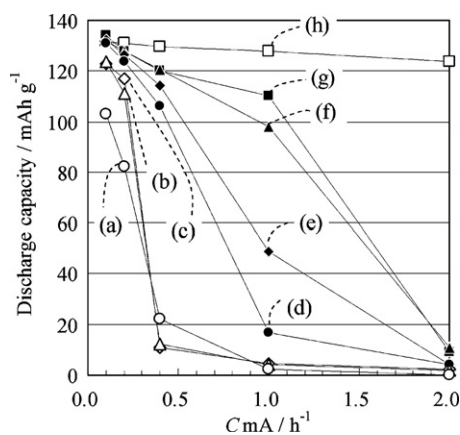 140
120
100
80
60
40
20
0
0.0
0.5
1.0
1.5
2.0
Discharge capacity / mAh g⁻¹
C mA / h⁻¹
(h)
(g)
(f)
(b)
(a)
(c)
(e)
(d)